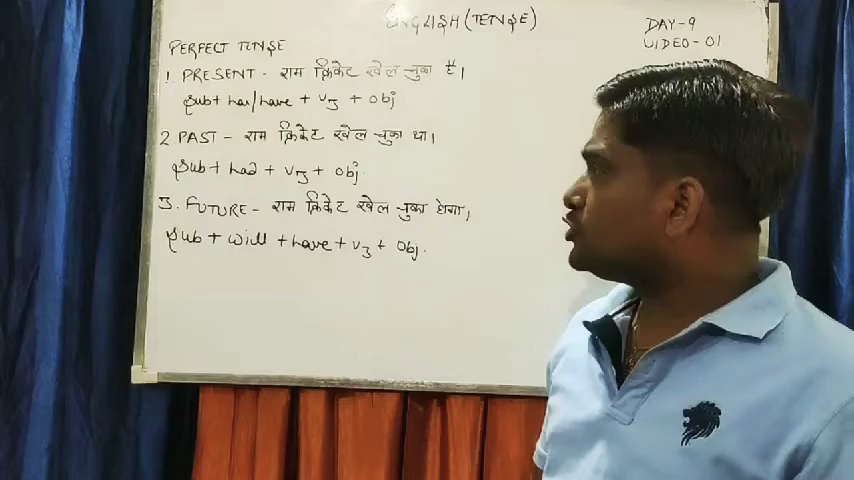 ENGLISH (TENSE)
DAY-9
VIDEO-01
PERFECT TENSE
1 PRESENT - राम क्रिकेट खेल चुका है।
Sub + has/have + V3 + Obj
2 PAST - राम क्रिकेट खेल चुका था।
Sub + had + V3 + Obj.
3. FUTURE - राम क्रिकेट खेल चुका होगा।
Sub + will + have + V3 + Obj.